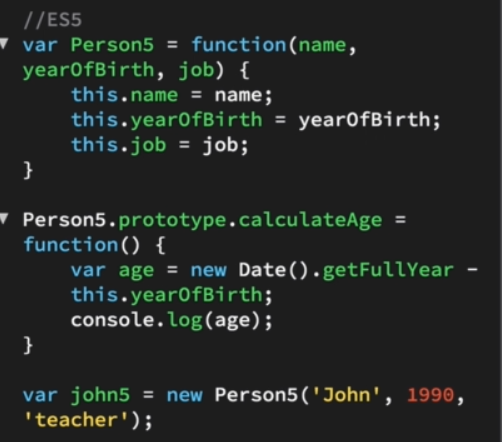 //ES5
var Person5 = function(name,
yearOfBirth, job) {
    this.name = name;
    this.yearOfBirth = yearOfBirth;
    this.job = job;
}

Person5.prototype.calculateAge =
function() {
    var age = new Date().getFullYear -
    this.yearOfBirth;
    console.log(age);
}

var john5 = new Person5('John', 1990,
'teacher');